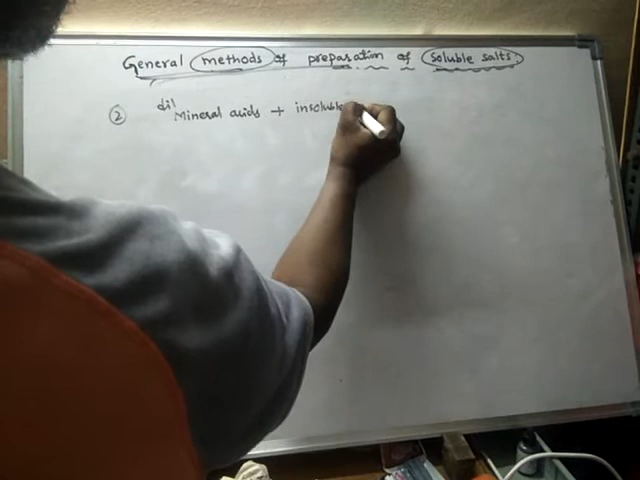 General methods of preparation of Soluble salts
② dil Mineral acids + insoluble